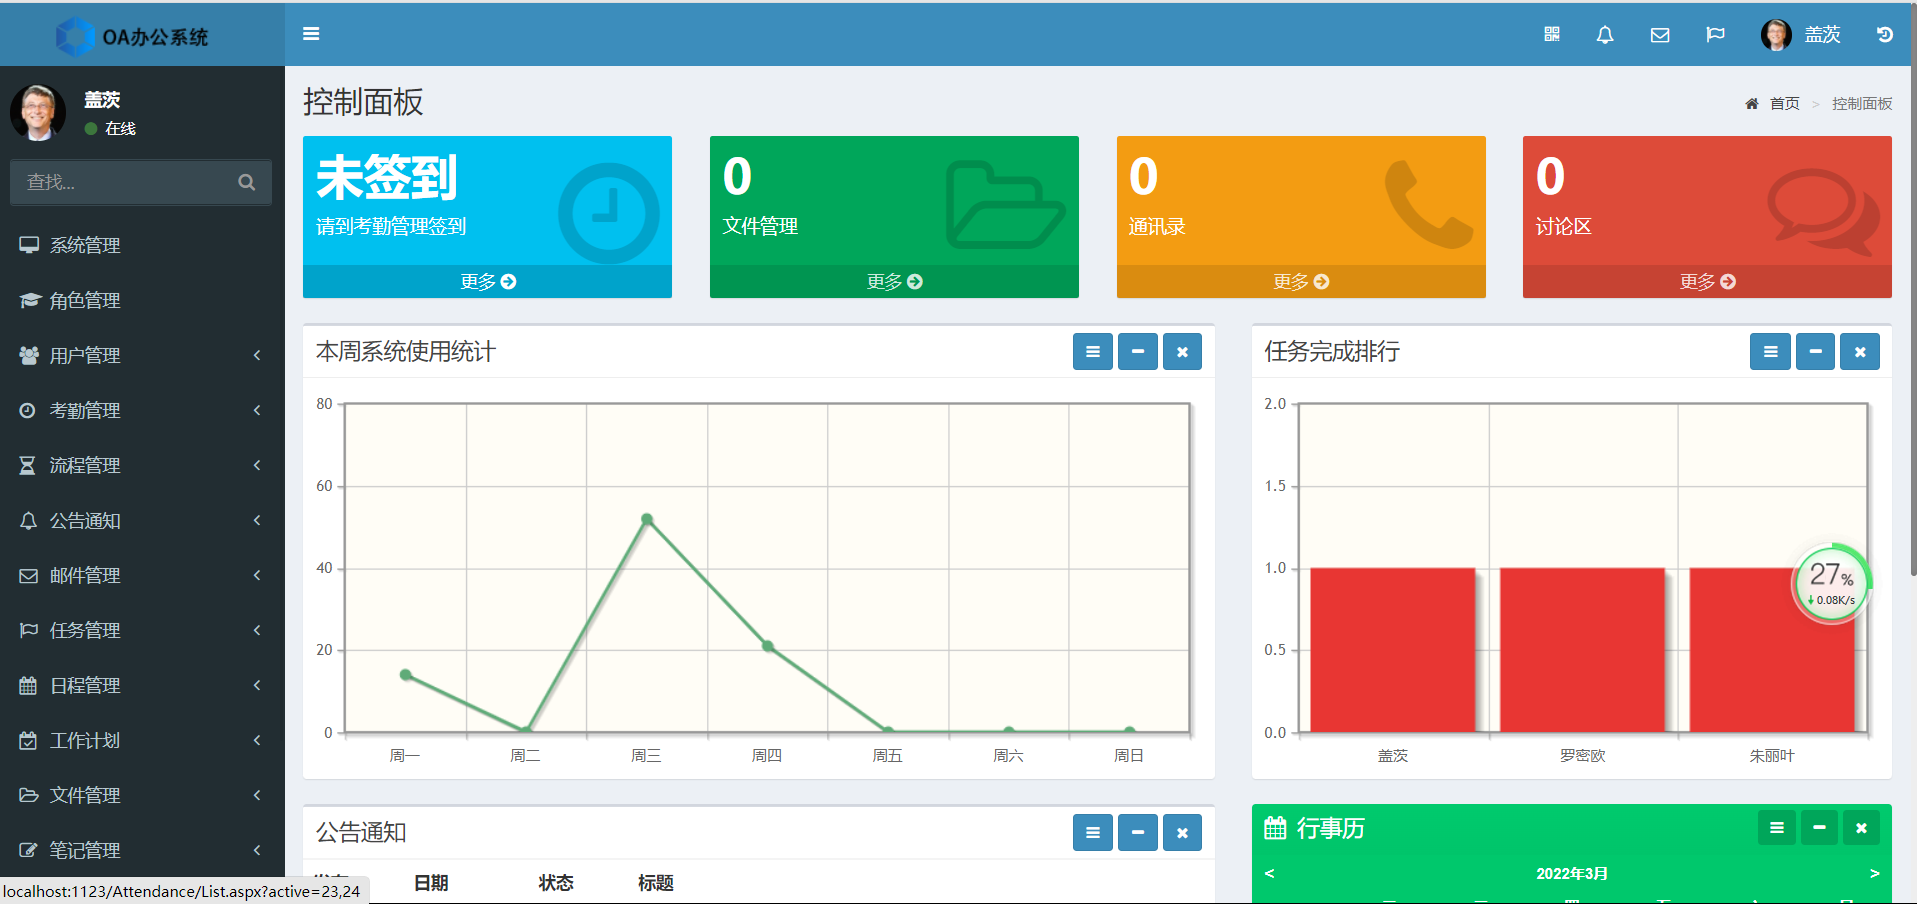 OA办公系统
盖茨
盖茨
在线
查找...
系统管理
角色管理
用户管理
考勤管理
流程管理
公告通知
邮件管理
任务管理
日程管理
工作计划
文件管理
笔记管理
控制面板
首页 > 控制面板
未签到
请到考勤管理签到
更多
0
文件管理
更多
0
通讯录
更多
0
讨论区
更多
本周系统使用统计
80
60
40
20
0
周一 周二 周三 周四 周五 周六 周日
任务完成排行
2.0
1.5
1.0
0.5
0.0
盖茨 罗密欧 朱丽叶
27%
0.08K/s
公告通知
日期 状态 标题
行事历
< 2022年3月 >
localhost:1123/Attendance/List.aspx?active=23,24